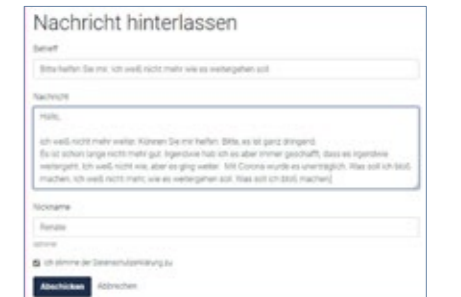 Nachricht hinterlassen
Betreff
Bitte helfen Sie mir. Ich weiß nicht mehr wie es weitergehen soll
Nachricht
Hallo,
ich weiß nicht mehr weiter. Können Sie mir helfen. Bitte, es ist ganz dringend.
Es ist schon lange nicht mehr gut. Irgendwie hab ich es aber immer geschafft, dass es irgendwie
weitergeht. Ich weiß nicht wie, aber es ging weiter. Mit Corona wurde es unerträglich. Was soll ich bloß
machen. Ich weiß nicht mehr, wie es weitergehen soll. Was soll ich bloß machen
Nickname
Renate
optional
Ich stimme der Datenschutzerklärung zu
Abschicken Abbrechen